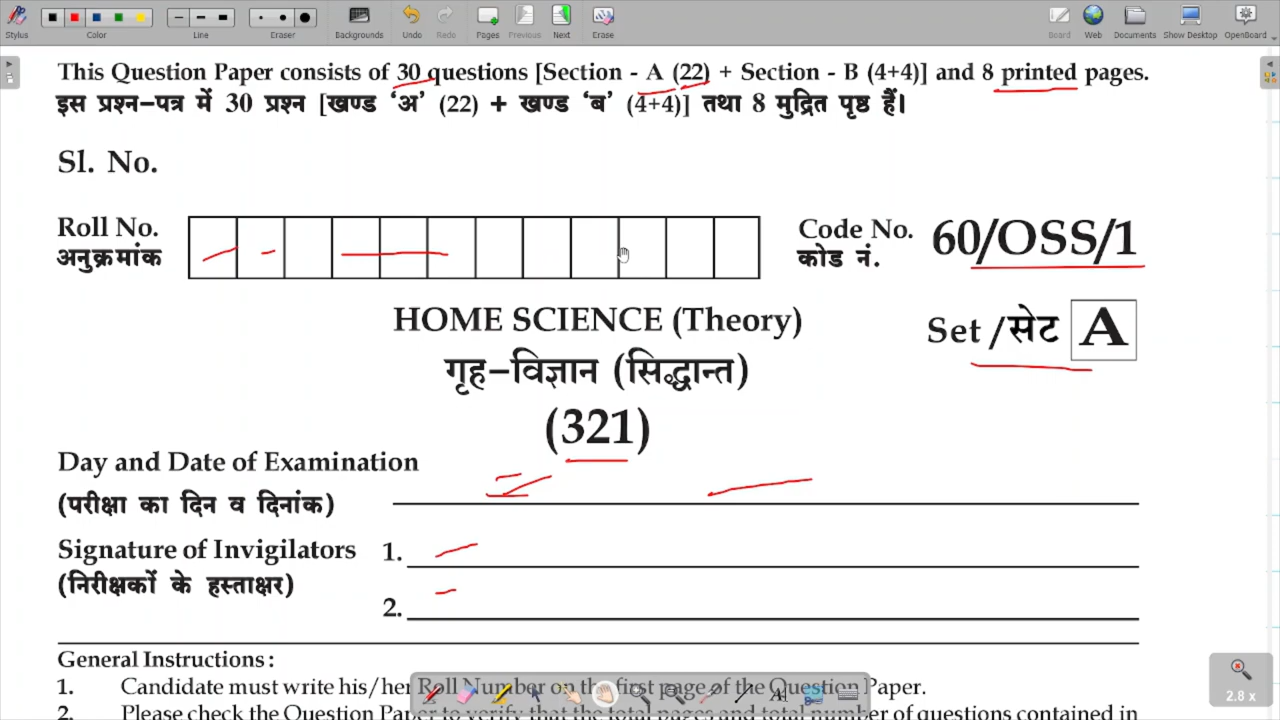 Stylus Color Line Eraser Backgrounds Undo Redo Pages Previous Next Erase Board Web Documents Show Desktop OpenBoard
This Question Paper consists of 30 questions [Section - A (22) + Section - B (4+4)] and 8 printed pages.
इस प्रश्न-पत्र में 30 प्रश्न [खण्ड ‘अ’ (22) + खण्ड ‘ब’ (4+4)] तथा 8 मुद्रित पृष्ठ हैं।
Sl. No.
Roll No.
अनुक्रमांक
Code No. 60/OSS/1
कोड नं.
HOME SCIENCE (Theory)
Set /सेट A
गृह-विज्ञान (सिद्धान्त)
(321)
Day and Date of Examination
(परीक्षा का दिन व दिनांक)
Signature of Invigilators 1.
(निरीक्षकों के हस्ताक्षर)
2.
General Instructions :
1. Candidate must write his/her Roll Number on the first page of the Question Paper.
2. Please check the Question Paper to verify that the total pages and total number of questions contained in
2.8 x